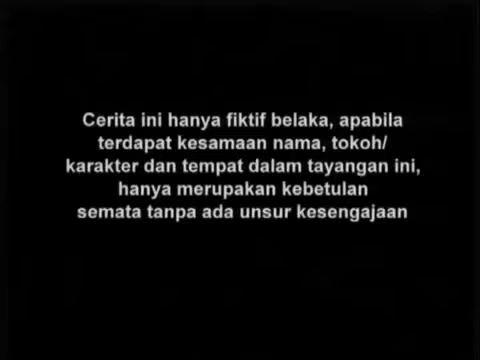 Cerita ini hanya fiktif belaka, apabila
terdapat kesamaan nama, tokoh/
karakter dan tempat dalam tayangan ini,
hanya merupakan kebetulan
semata tanpa ada unsur kesengajaan